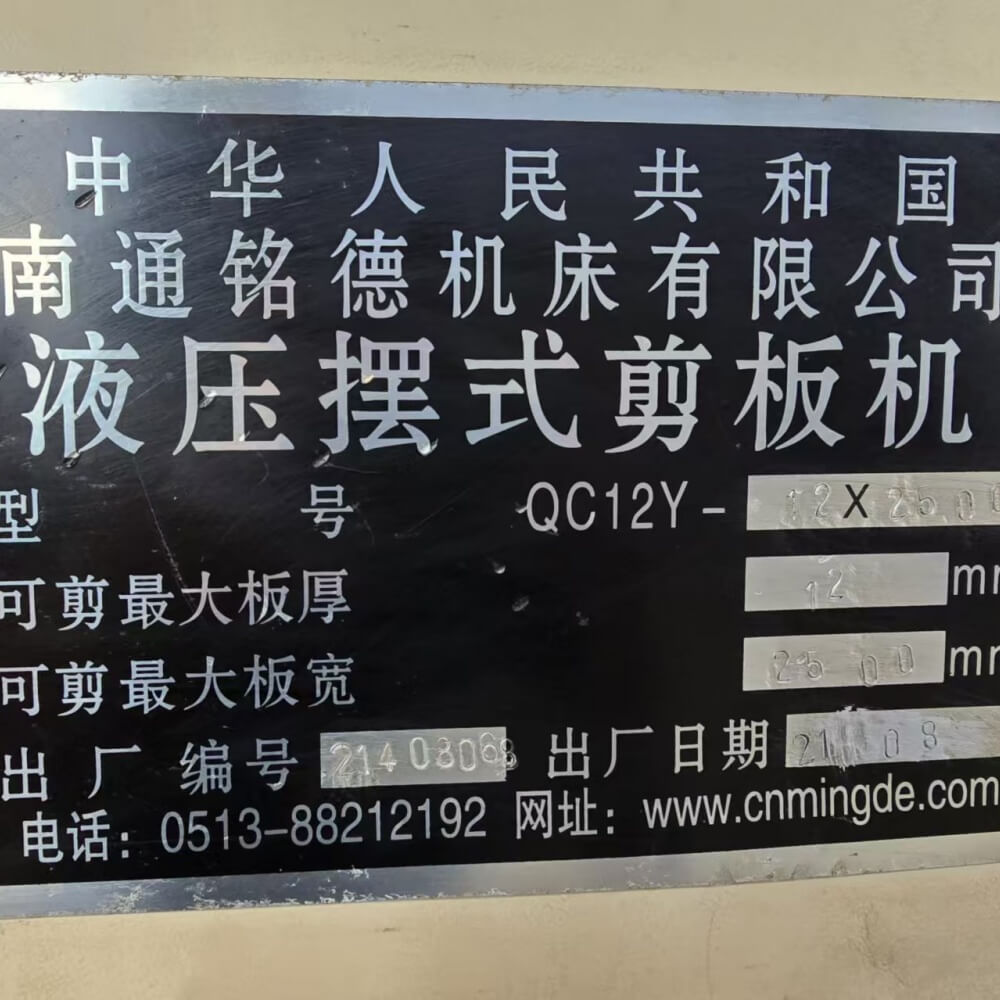 中华人民共和国
南通铭德机床有限公司
液压摆式剪板机
型号 QC12Y-12X2500
可剪最大板厚 12 m
可剪最大板宽 2500 m
出厂编号 21408068 出厂日期 21 08
电话：0513-88212192 网址：www.cnmingde.com